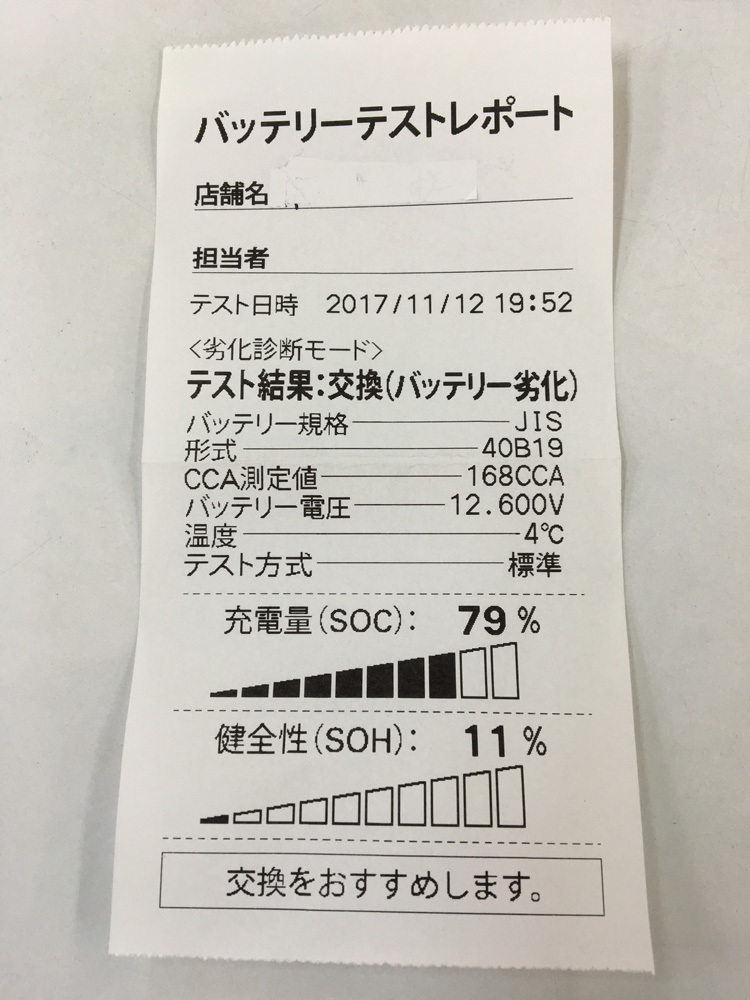 バッテリーテストレポート
店舗名
担当者
テスト日時 2017/11/12 19:52
<劣化診断モード>
テスト結果:交換(バッテリー劣化)
バッテリー規格 JIS
形式 40B19
CCA測定値 168CCA
バッテリー電圧 12.600V
温度 4℃
テスト方式 標準
充電量(SOC): 79%
健全性(SOH): 11%
交換をおすすめします。